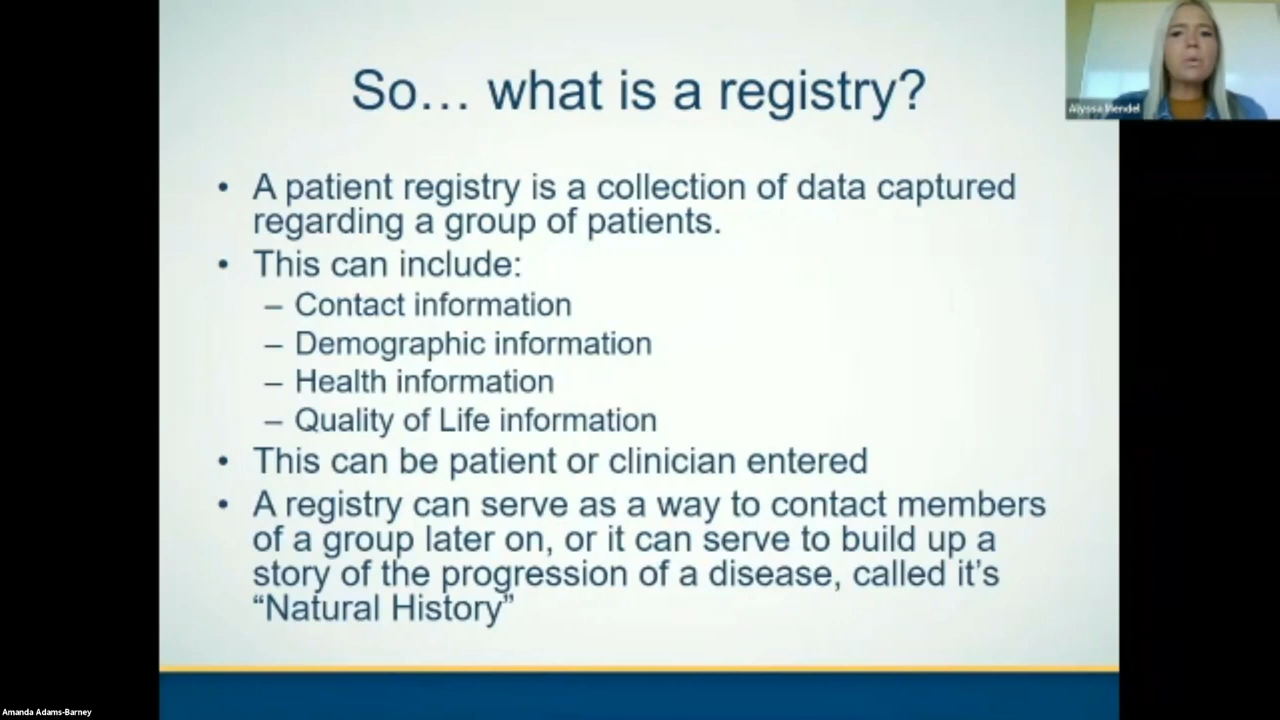 So... what is a registry?
• A patient registry is a collection of data captured
regarding a group of patients.
• This can include:
– Contact information
– Demographic information
– Health information
– Quality of Life information
• This can be patient or clinician entered
• A registry can serve as a way to contact members
of a group later on, or it can serve to build up a
story of the progression of a disease, called it’s
“Natural History”
Alyssa Mendel
Amanda Adams-Barney